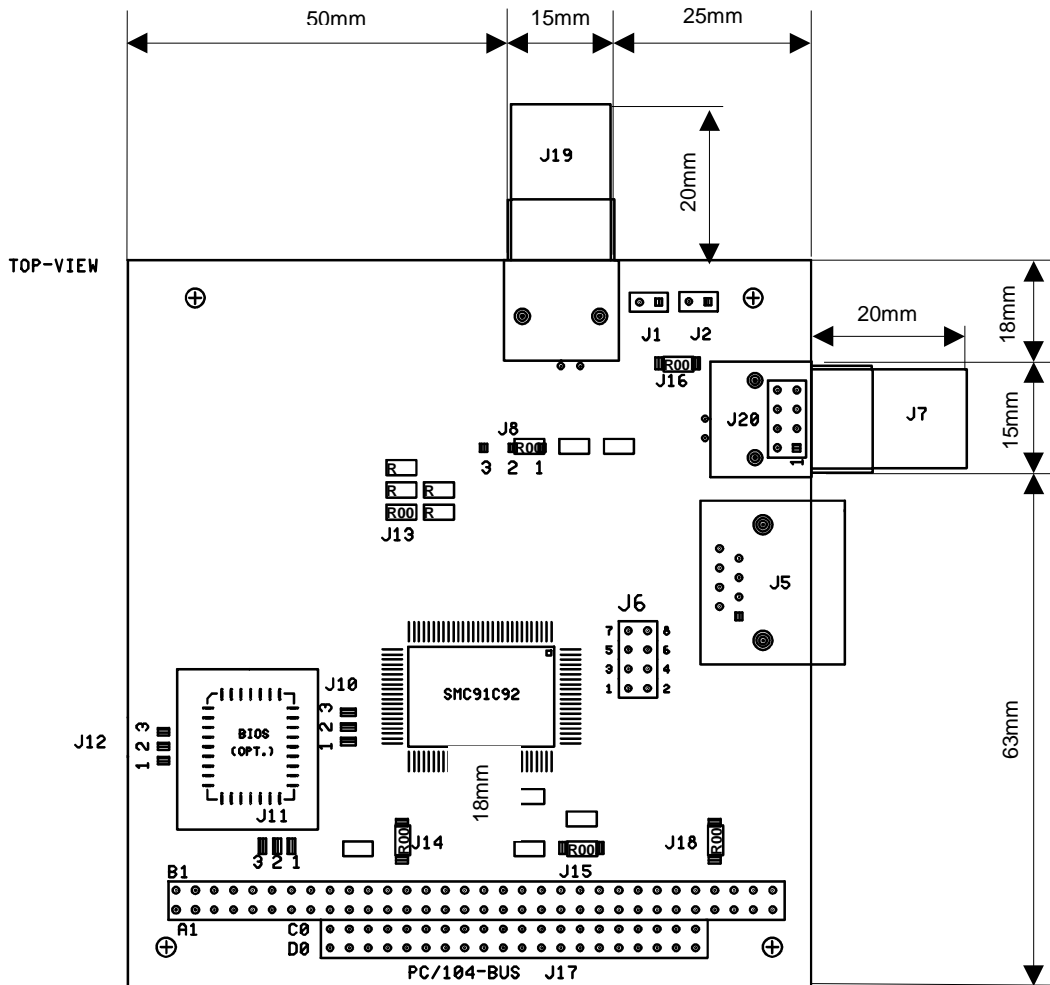 50mm 15mm 25mm
J19
20mm
TOP-VIEW
18mm
J1 J2
20mm
R00
J16
J7
15mm
J20
1
J8
R00
3 2 1
R
R R
R00 R
J13
J5
J6
7 8
5 6
3 4
1 2
SMC91C92
J10
3
2
1
BIOS
(OPT.)
J12
3
2
1
J11
3 2 1
63mm
18mm
R00
J14
R00
J15
J18
R00
B1
A1
C0
D0
PC/104-BUS J17